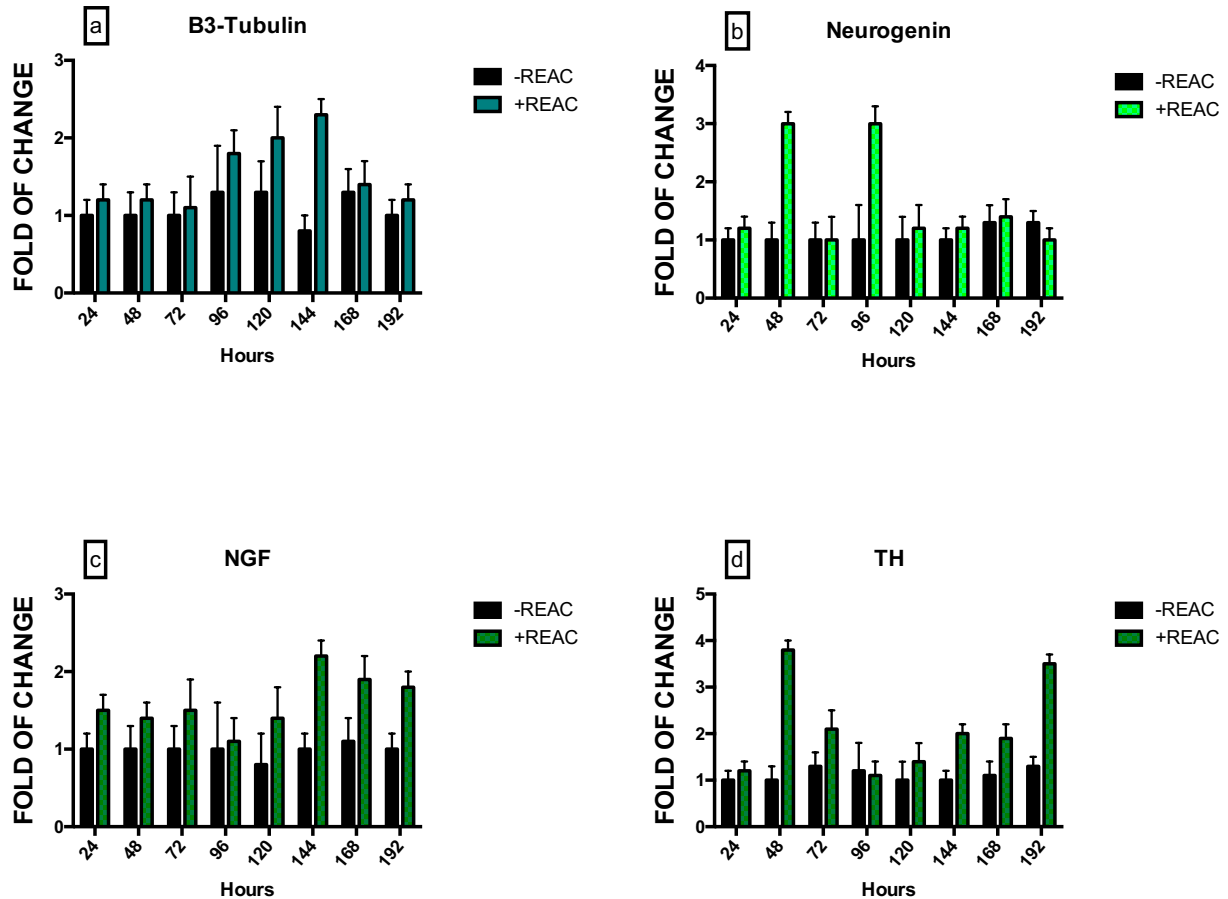 a
B3-Tubulin
FOLD OF CHANGE
3
2
1
0
24 48 72 96 120 144 168 192
Hours
-REAC
+REAC
b
Neurogenin
FOLD OF CHANGE
4
3
2
1
0
24 48 72 96 120 144 168 192
Hours
-REAC
+REAC
c
NGF
FOLD OF CHANGE
3
2
1
0
24 48 72 96 120 144 168 192
Hours
-REAC
+REAC
d
TH
FOLD OF CHANGE
5
4
3
2
1
0
24 48 72 96 120 144 168 192
Hours
-REAC
+REAC